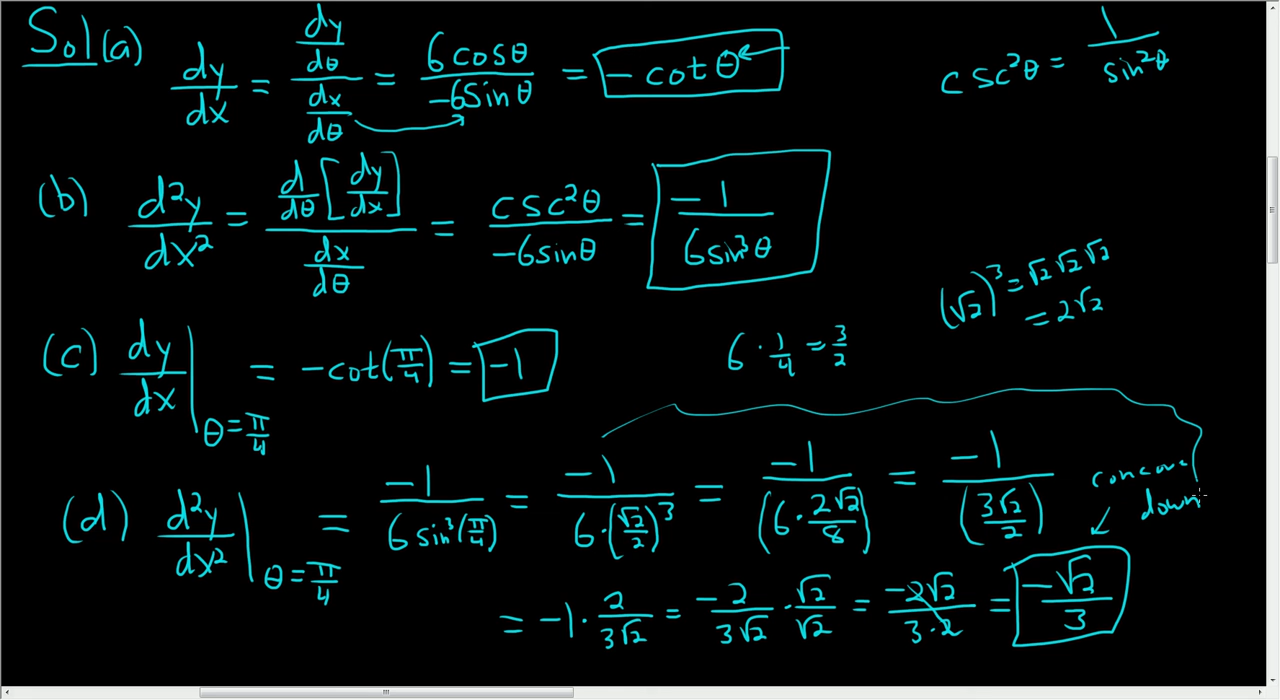 Sol (a) dy/dx = (dy/dθ)/(dx/dθ) = 6cosθ/-6sinθ = -cotθ
csc²θ = 1/sin²θ
(b) d²y/dx² = (d/dθ[dy/dx])/(dx/dθ) = csc²θ/-6sinθ = -1/6sin³θ
(√2)³ = √2 √2 √2
= 2√2
6 · 1/4 = 3/2
(c) dy/dx |θ=π/4 = -cot(π/4) = -1
(d) d²y/dx² |θ=π/4 = -1/6sin³(π/4) = -1/6·(√2/2)³ = -1/(6·2√2/8) = -1/(3√2/2)
concave
down
= -1 · 2/3√2 = -2/3√2 · √2/√2 = -2√2/3·2 = -√2/3